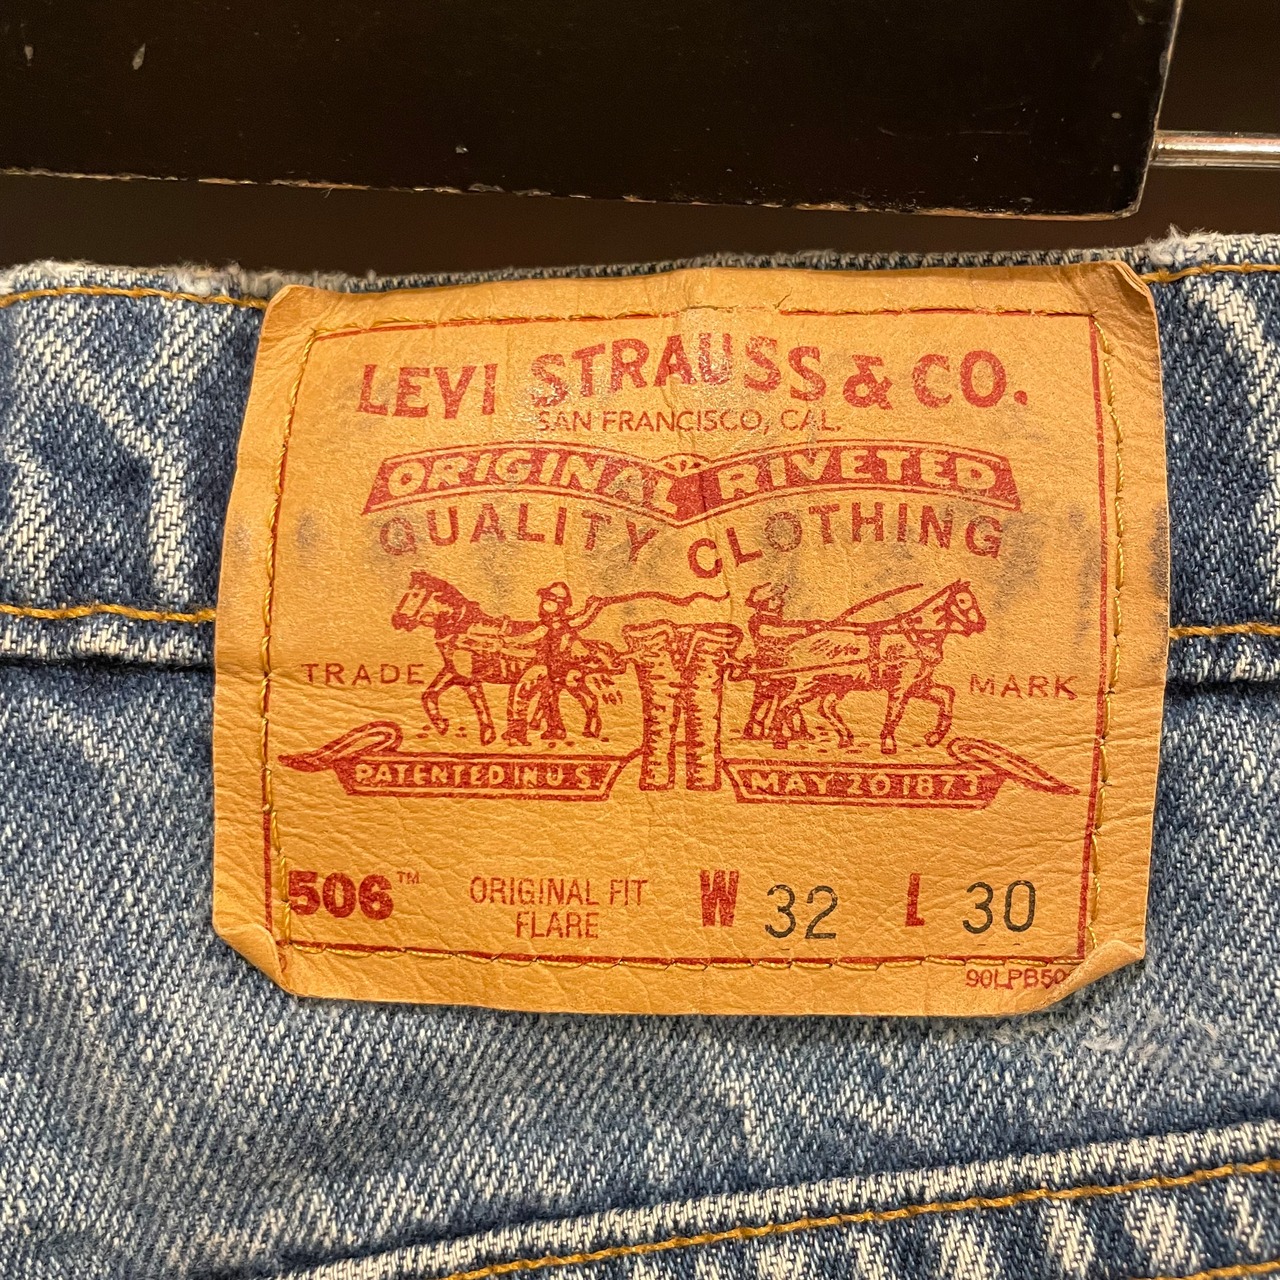 LEVI STRAUSS & CO.
SAN FRANCISCO, CAL.
ORIGINAL RIVETED
QUALITY CLOTHING
TRADE MARK
PATENTED IN U.S. MAY 20 1873
506™ ORIGINAL FIT FLARE W 32 L 30
90LPB50